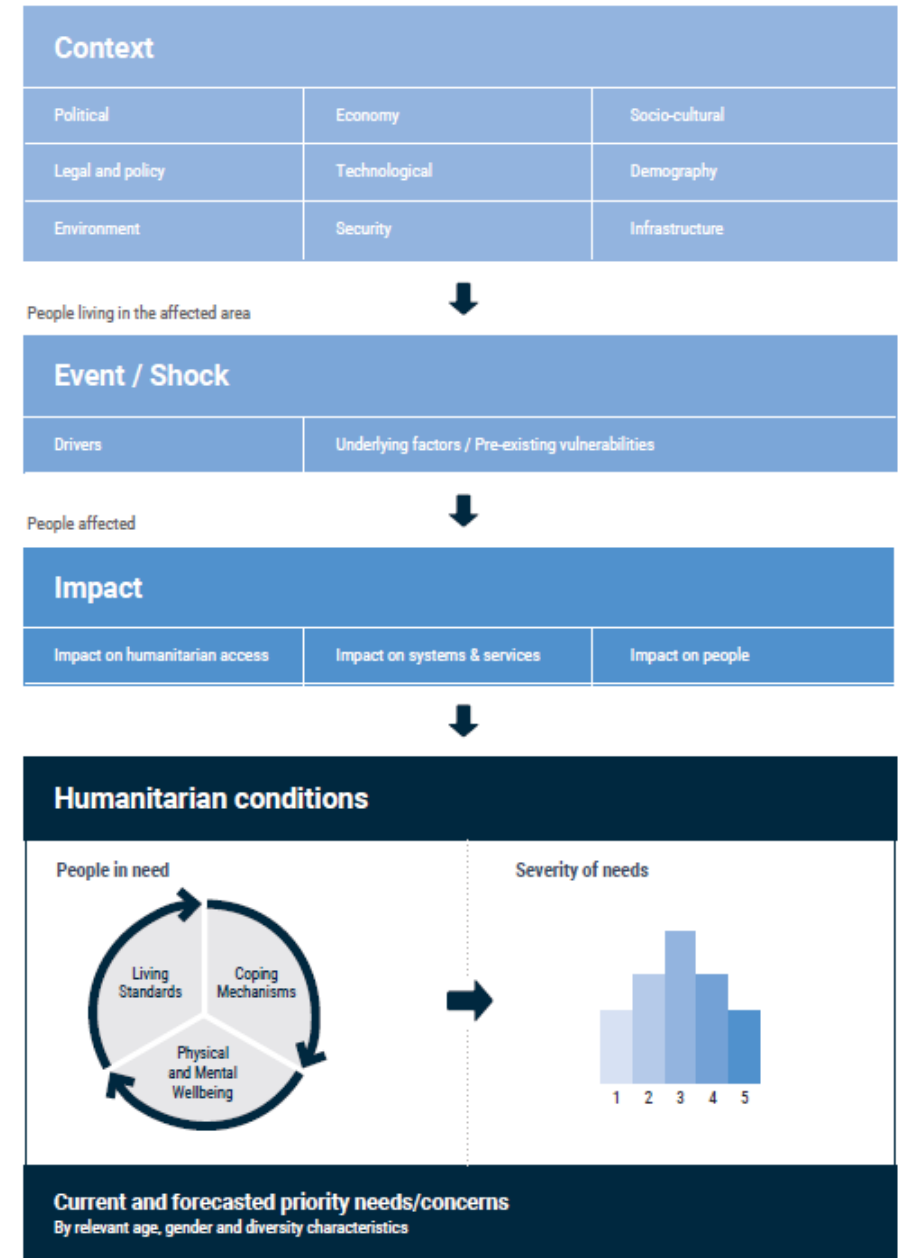 Context
Political
Economy
Socio-cultural
Legal and policy
Technological
Demography
Environment
Security
Infrastructure
People living in the affected area
Event / Shock
Drivers
Underlying factors / Pre-existing vulnerabilities
People affected
Impact
Impact on humanitarian access
Impact on systems & services
Impact on people
Humanitarian conditions
People in need
Living
Standards
Coping
Mechanisms
Physical
and Mental
Wellbeing
Severity of needs
1 2 3 4 5
Current and forecasted priority needs/concerns
By relevant age, gender and diversity characteristics